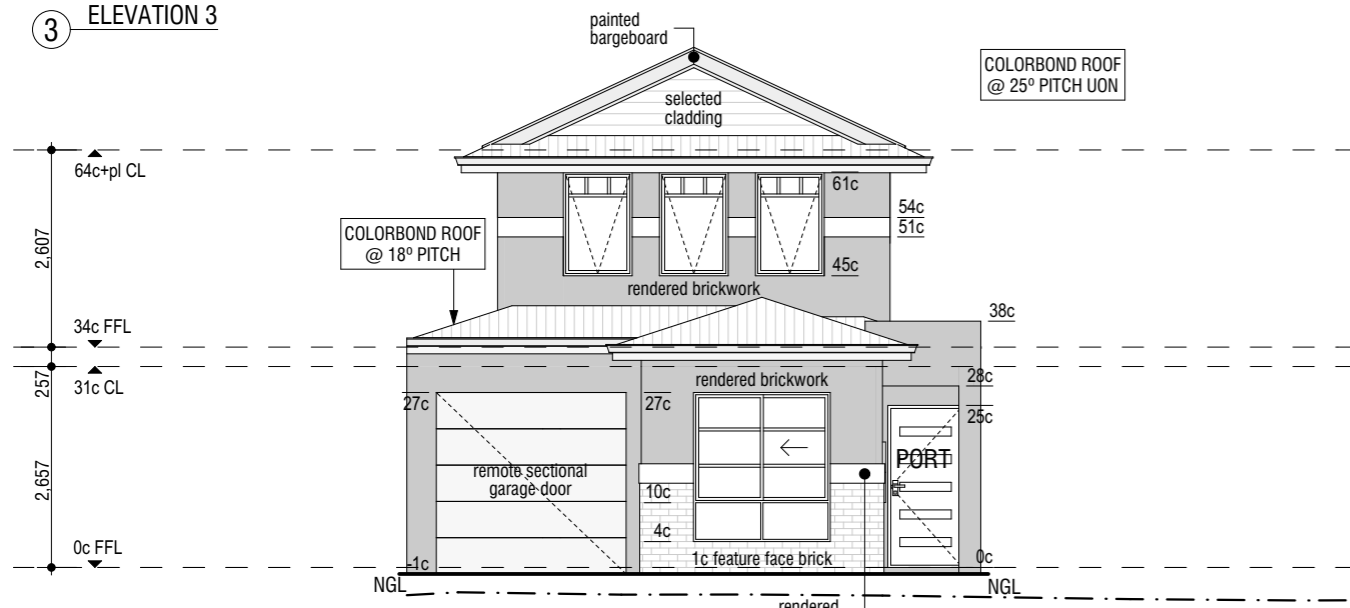 3 ELEVATION 3
painted
bargeboard
COLORBOND ROOF
@ 25º PITCH UON
selected
cladding
64c+pl CL
61c
54c
51c
COLORBOND ROOF
@ 18º PITCH
2,607
45c
rendered brickwork
38c
34c FFL
257
31c CL
rendered brickwork
28c
27c
27c
25c
PORT
remote sectional
garage door
2,657
10c
4c
0c FFL
-1c
1c feature face brick
0c
NGL
NGL
rendered